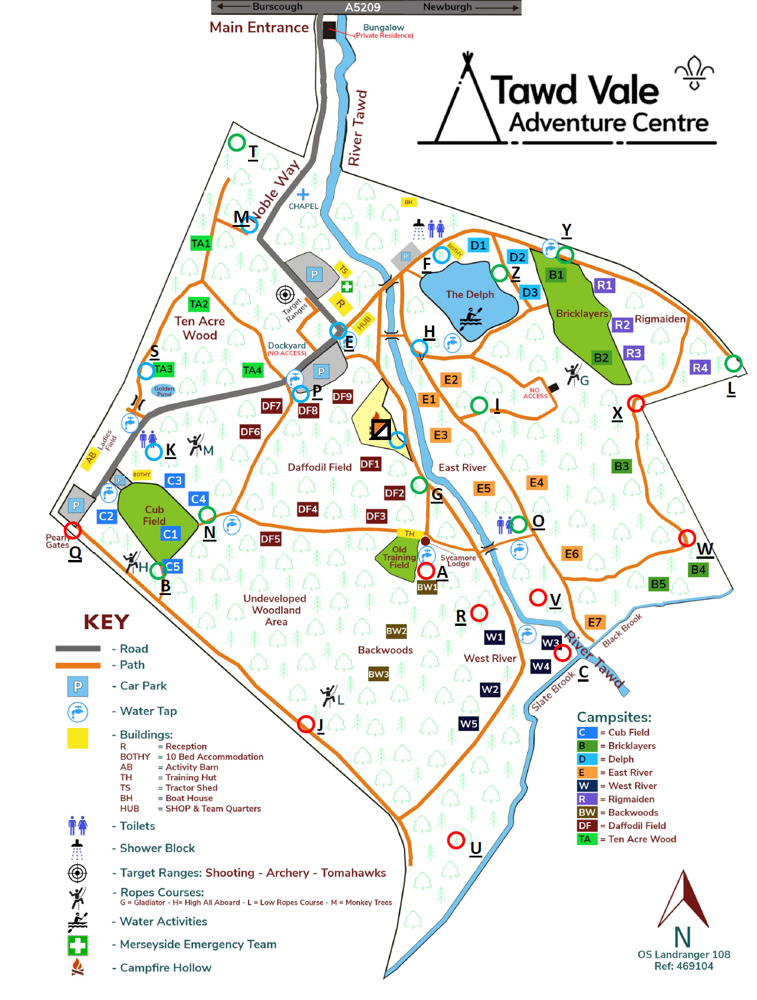 Burscough A5209 Newburgh
Main Entrance
Bungalow
(Private Residence)
River Tawd
Tawd Vale
Adventure Centre
T
Noble Way
CHAPEL
BH
M
TA1
Y
D1
BOTHY
P
D2
F
Z
B1
R1
TS
P
D3
The Delph
TA2
Target
Ranges
R
Bricklayers
Rigmaiden
Ten Acre
Wood
HUB
R2
H
V
E
Dockyard
(NO ACCESS)
S
R3
B2
TA3
TA4
P
R4
G
E2
Golden
Pond
L
NO
ACCESS
P
DF9
DF7
DF8
E1
I
X
DF6
E3
Ladies
Field
K
M
AB
Daffodil Field
DF1
East River
B3
BOTHY
P
C3
E4
E5
DF2
G
C4
P
Cub
Field
C2
DF4
DF3
N
O
C1
TH
DF5
Pearly
Gates
Q
W
Old
Training
Field
Sycamore
Lodge
E6
H
C5
A
B4
B
BW1
B5
Undeveloped
Woodland
Area
V
R
E7
KEY
BW2
W1
Black Brook
W3
River Tawd
Backwoods
West River
W4
C
BW3
Slate Brook
W2
L
W5
J
U
- Road
- Path
P - Car Park
- Water Tap
- Buildings:
R = Reception
BOTHY = 10 Bed Accommodation
AB = Activity Barn
TH = Training Hut
TS = Tractor Shed
BH = Boat House
HUB = SHOP & Team Quarters
- Toilets
- Shower Block
- Target Ranges: Shooting - Archery - Tomahawks
- Ropes Courses:
G = Gladiator - H= High All Aboard - L = Low Ropes Course - M = Monkey Trees
- Water Activities
- Merseyside Emergency Team
- Campfire Hollow
Campsites:
C = Cub Field
B = Bricklayers
D = Delph
E = East River
W = West River
R = Rigmaiden
BW = Backwoods
DF = Daffodil Field
TA = Ten Acre Wood
N
OS Landranger 108
Ref: 469104